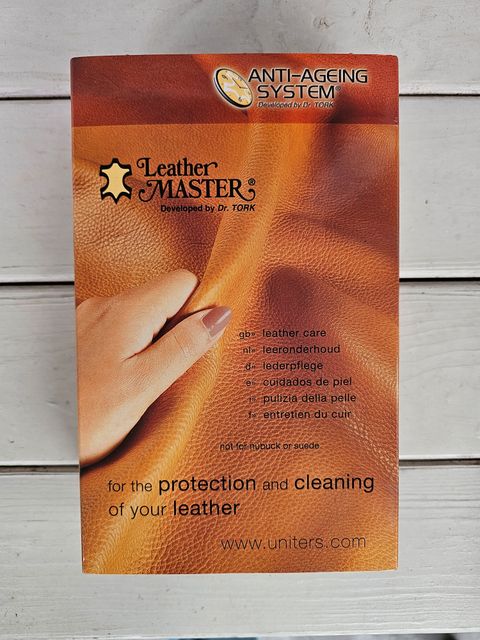 ANTI-AGEING
SYSTEM®
Developed by Dr. TORK
Leather
MASTER®
Developed by Dr. TORK
gb= leather care
nl= leeronderhoud
d= lederpflege
e= cuidados de piel
i= pulizia della pelle
f= entretien du cuir
not for nubuck or suede
for the protection and cleaning
of your leather
www.uniters.com